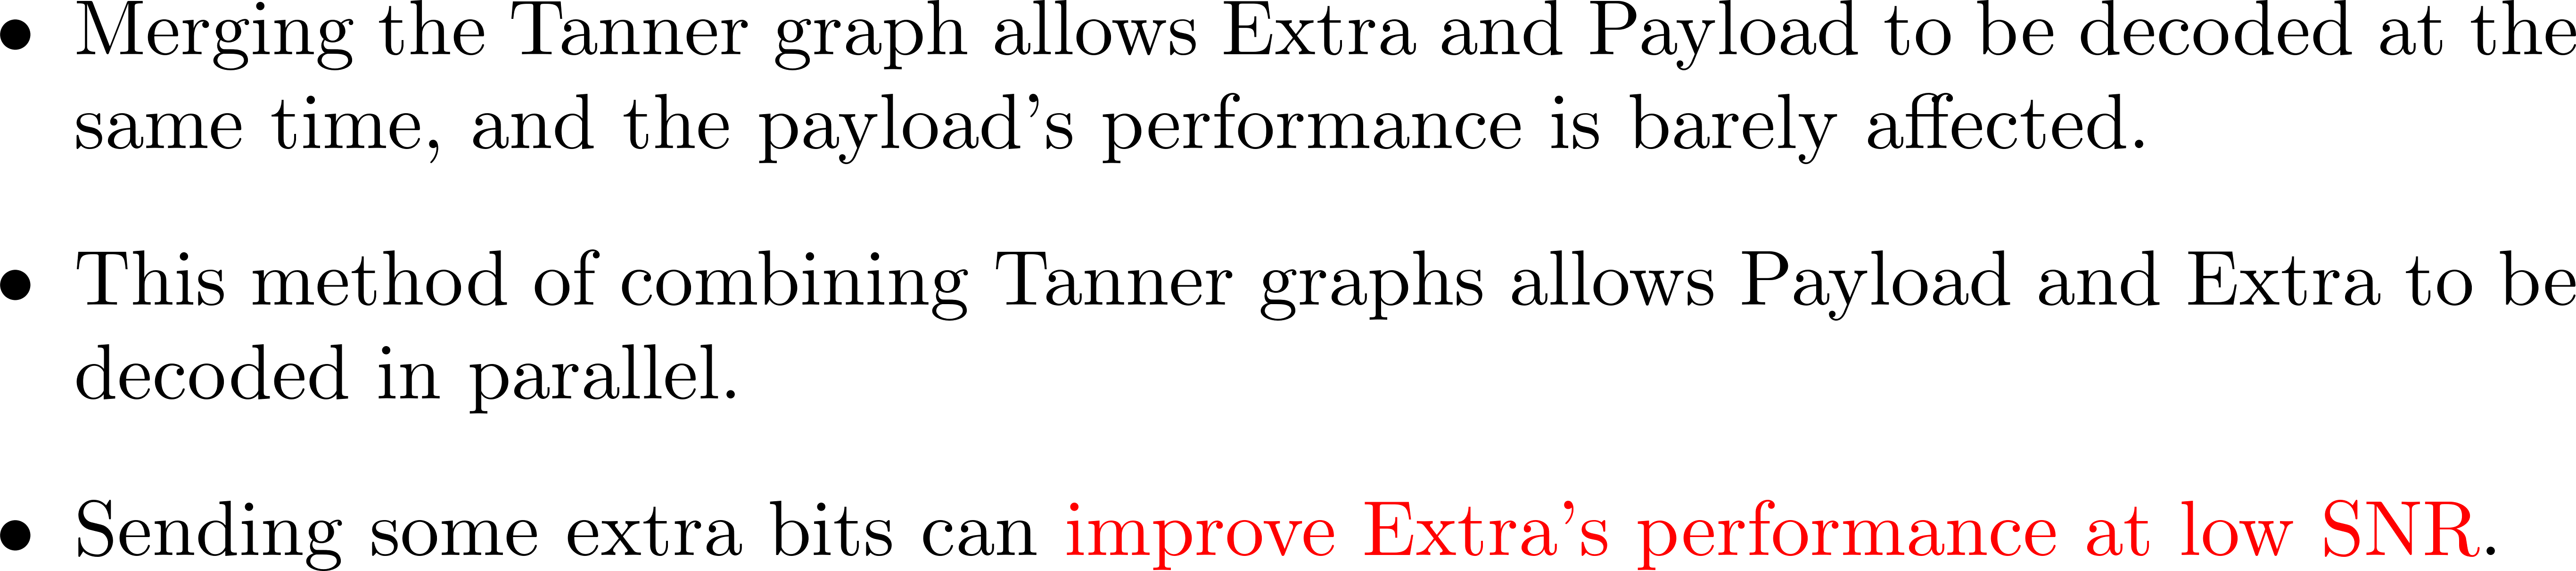 • Merging the Tanner graph allows Extra and Payload to be decoded at the
same time, and the payload’s performance is barely affected.
• This method of combining Tanner graphs allows Payload and Extra to be
decoded in parallel.
• Sending some extra bits can improve Extra’s performance at low SNR.